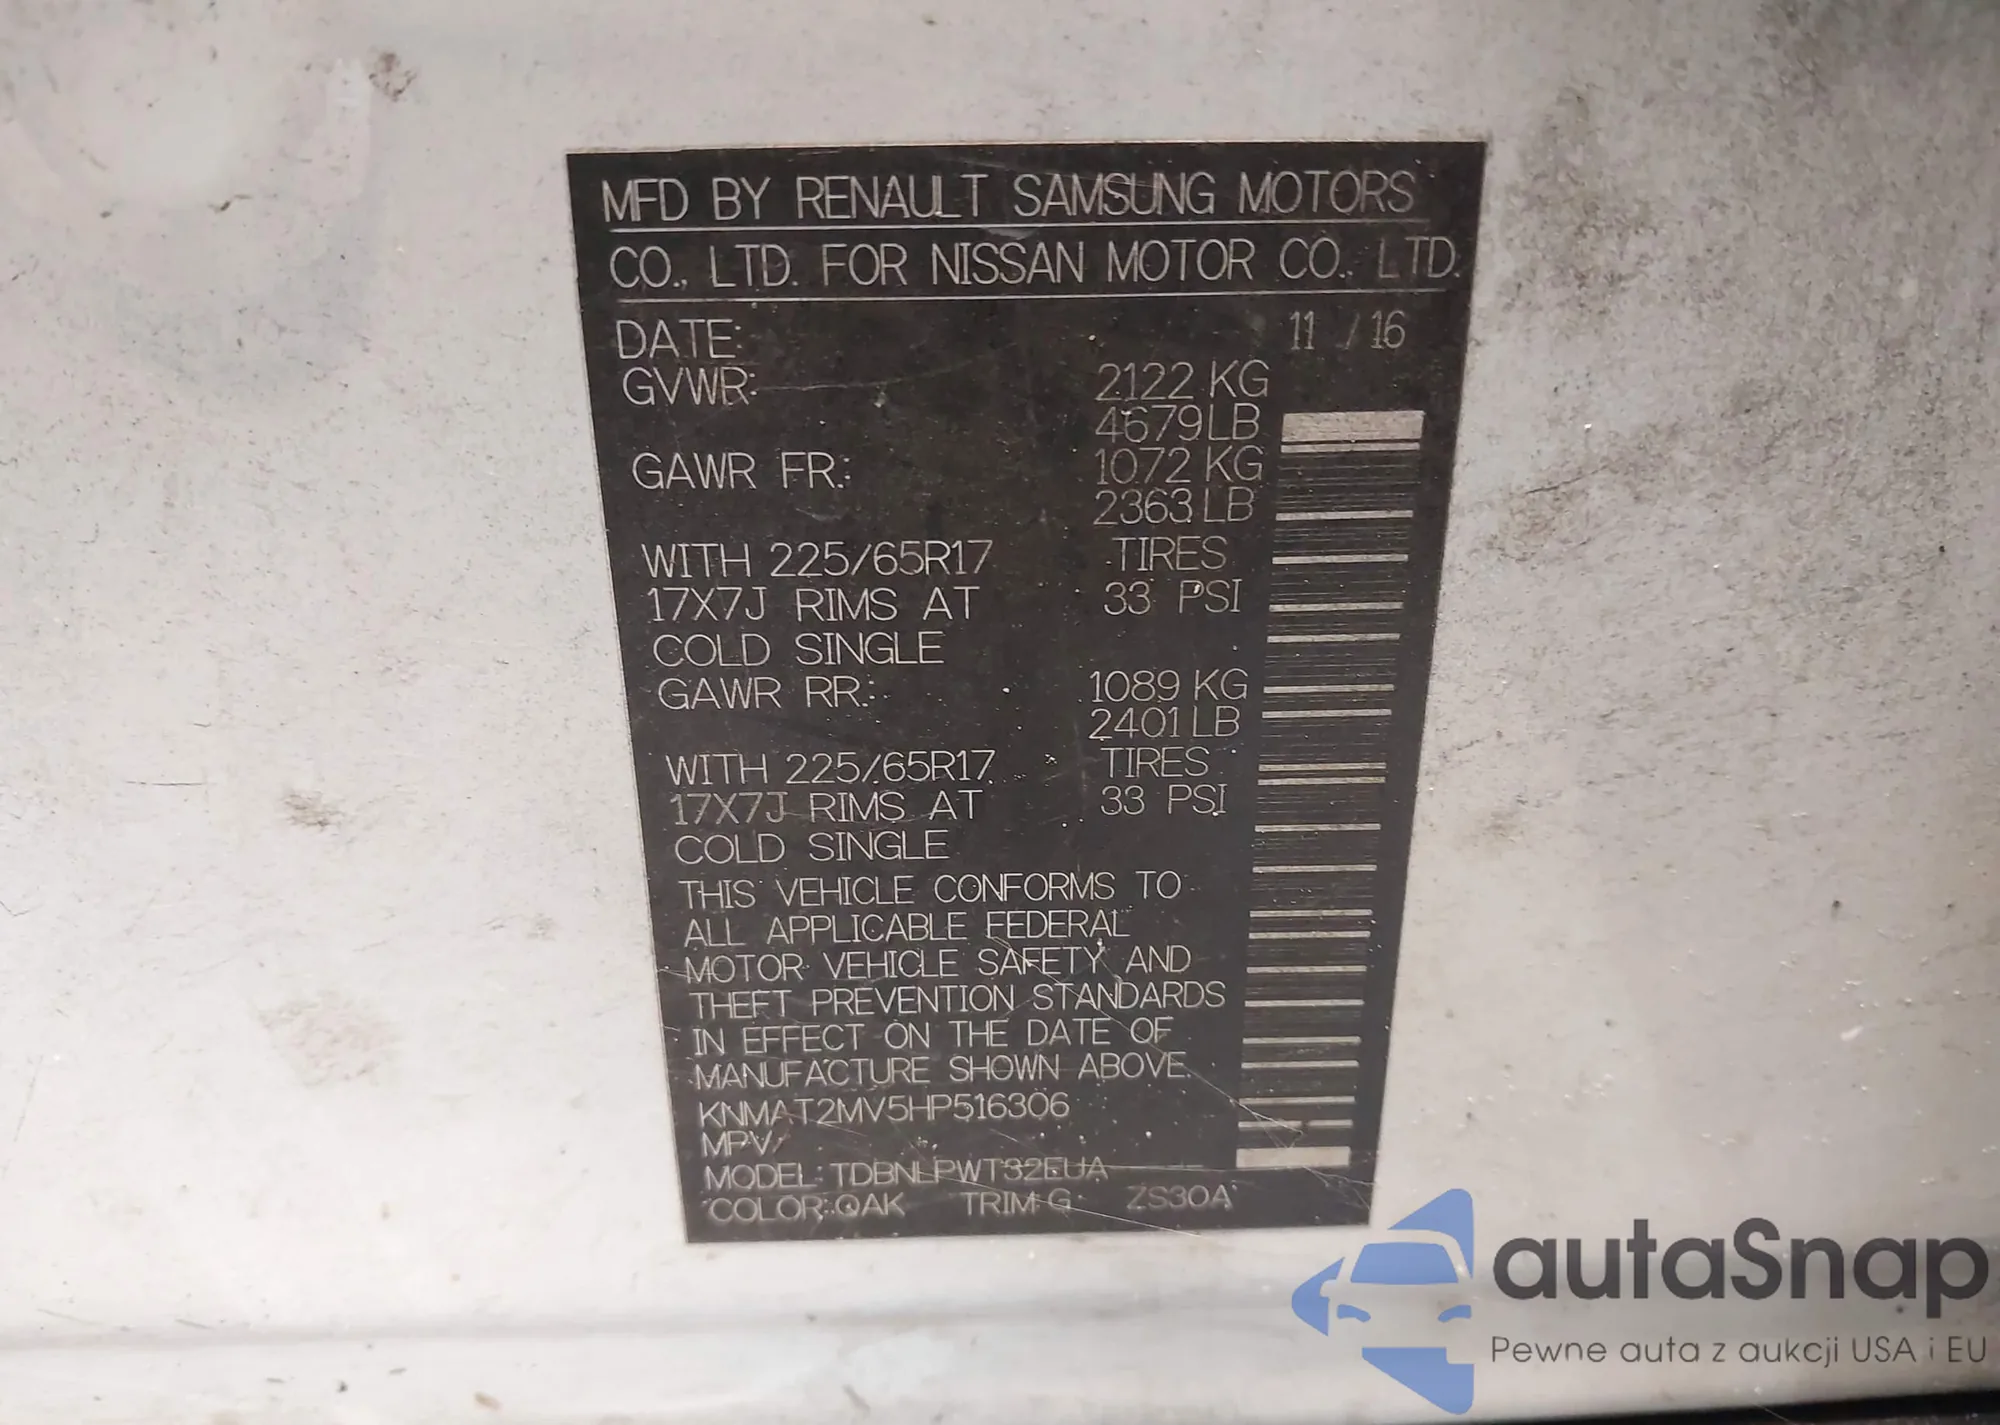 MFD BY RENAULT SAMSUNG MOTORS
CO., LTD. FOR NISSAN MOTOR CO., LTD.
DATE: 11 / 16
GVWR: 2122 KG
4679 LB
GAWR FR: 1072 KG
2363 LB
WITH 225/65R17 TIRES
17X7J RIMS AT 33 PSI
COLD SINGLE
GAWR RR: 1089 KG
2401 LB
WITH 225/65R17 TIRES
17X7J RIMS AT 33 PSI
COLD SINGLE
THIS VEHICLE CONFORMS TO
ALL APPLICABLE FEDERAL
MOTOR VEHICLE SAFETY AND
THEFT PREVENTION STANDARDS
IN EFFECT ON THE DATE OF
MANUFACTURE SHOWN ABOVE.
KNMAT2MV5HP516306
MPV
MODEL: TDBNLPWT32EUA
COLOR: QAK TRIM: G ZS30A
autaSnap
Pewne auta z aukcji USA i EU